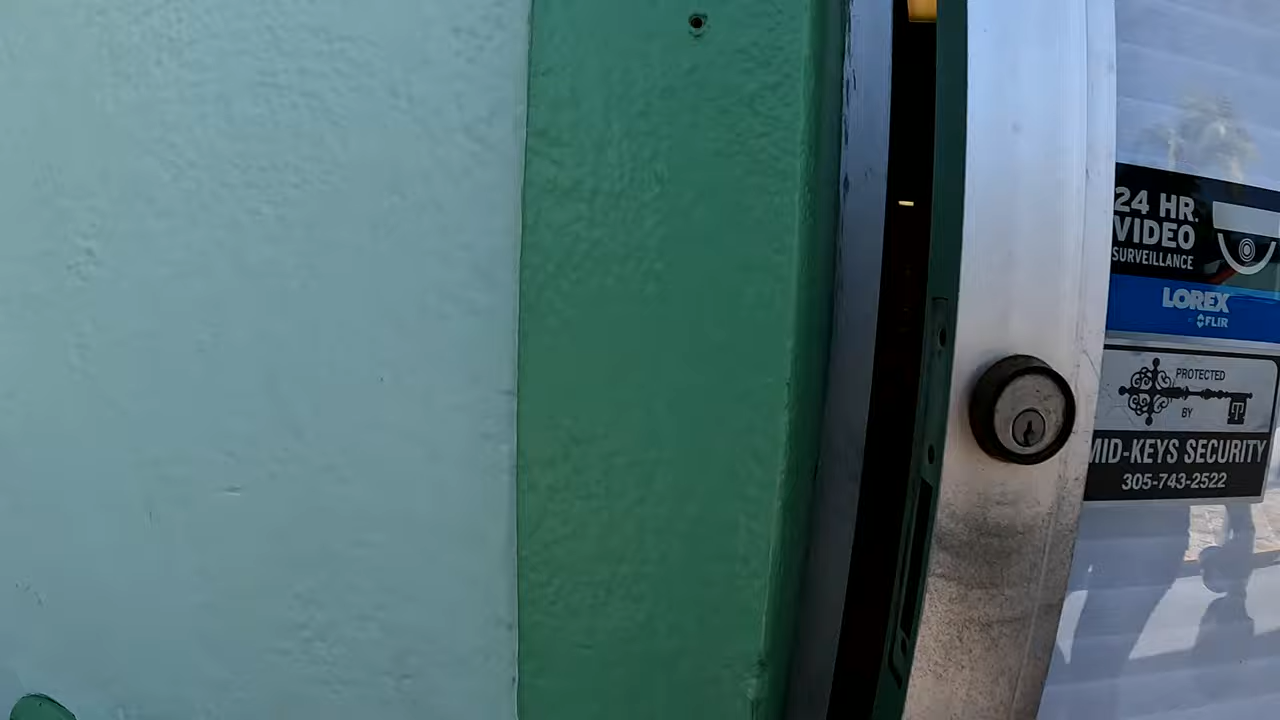 24 HR.
VIDEO
SURVEILLANCE
LOREX
FLIR
PROTECTED
BY
MID-KEYS SECURITY
305-743-2522